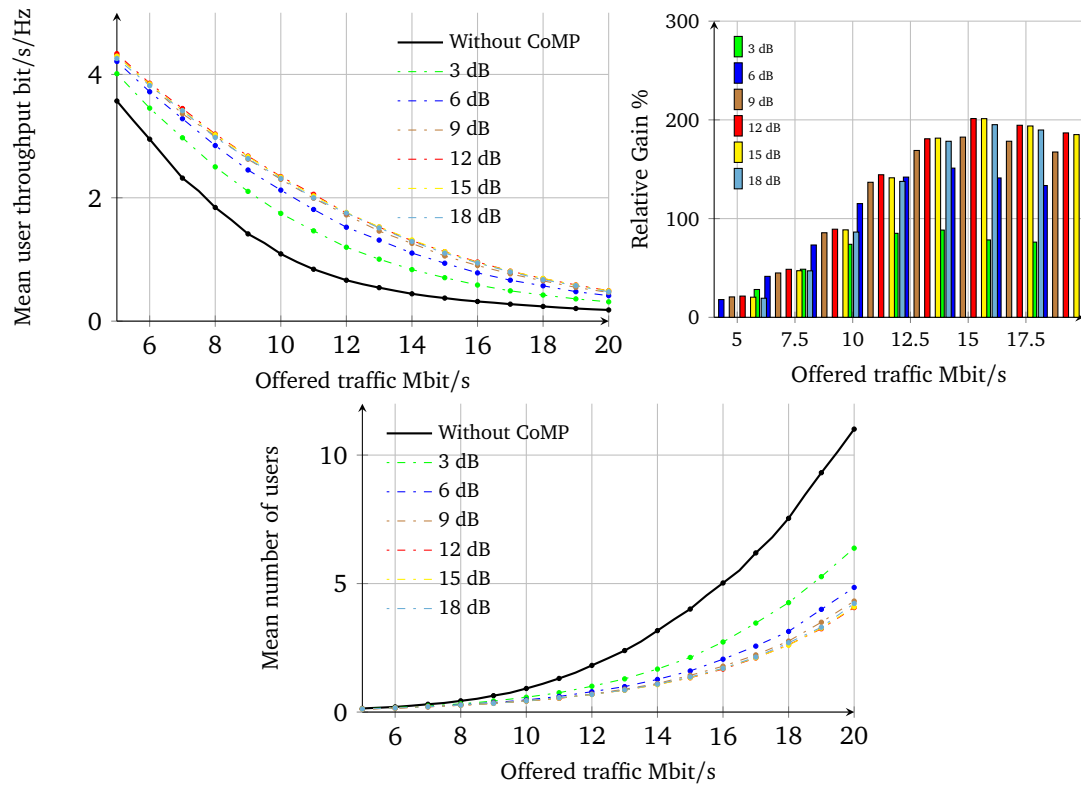 Mean user throughput bit/s/Hz
4
2
0
6 8 10 12 14 16 18 20
Offered traffic Mbit/s
Without CoMP
3 dB
6 dB
9 dB
12 dB
15 dB
18 dB
Relative Gain %
300
200
100
0
5 7.5 10 12.5 15 17.5
Offered traffic Mbit/s
3 dB
6 dB
9 dB
12 dB
15 dB
18 dB
Mean number of users
10
5
0
6 8 10 12 14 16 18 20
Offered traffic Mbit/s
Without CoMP
3 dB
6 dB
9 dB
12 dB
15 dB
18 dB